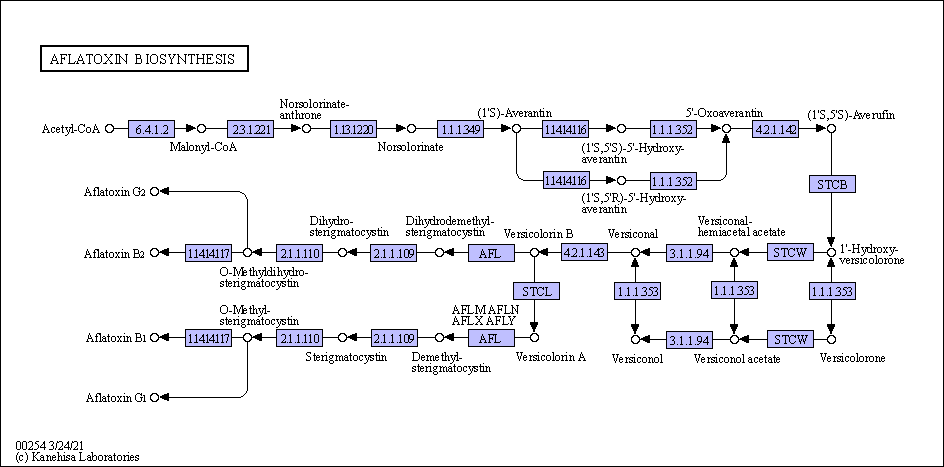 AFLATOXIN BIOSYNTHESIS
Norsolorinate-
anthrone
(1'S)-Averantin
5'-Oxoaverantin
(1'S,5'S)-Averufin
Acetyl-CoA
6.4.1.2
2.3.1.221
1.13.12.20
1.1.1.349
1.14.14.116
1.1.1.352
4.2.1.142
Malonyl-CoA
Norsolorinate
(1'S,5'S)-5'-Hydroxy-
averantin
1.14.14.116
1.1.1.352
STCB
(1'S,5'R)-5'-Hydroxy-
averantin
Aflatoxin G2
Dihydro-
sterigmatocystin
Dihydrodemethyl-
sterigmatocystin
Versicolorin B
Versiconal
Versiconal-
hemiacetal acetate
1'-Hydroxy-
versicolorone
Aflatoxin B2
1.14.14.117
2.1.1.110
2.1.1.109
AFL
4.2.1.143
3.1.1.94
STCW
O-Methyldihydro-
sterigmatocystin
STCL
1.1.1.353
1.1.1.353
1.1.1.353
O-Methyl-
sterigmatocystin
AFLM AFLN
AFLX AFLY
Aflatoxin B1
1.14.14.117
2.1.1.110
2.1.1.109
AFL
3.1.1.94
STCW
Sterigmatocystin
Demethyl-
sterigmatocystin
Versicolorin A
Versiconol
Versiconol acetate
Versicolorone
Aflatoxin G1
00254 3/24/21
(c) Kanehisa Laboratories